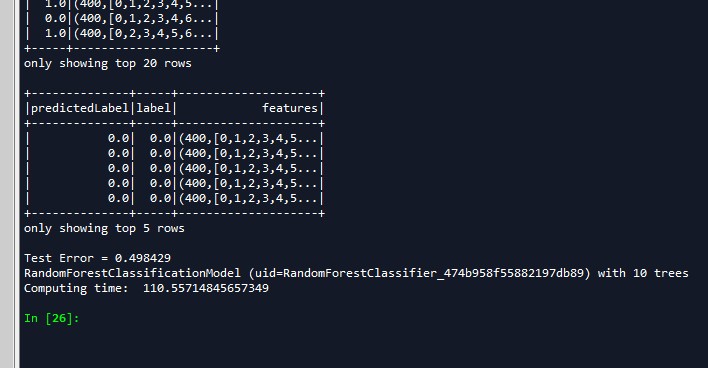 |  1.0|(400,[0,1,2,3,4,5...|
|  0.0|(400,[0,1,2,3,4,6...|
|  1.0|(400,[0,2,3,4,5,6...|
+-----+--------------------+
only showing top 20 rows
+--------------+-----+--------------------+
|predictedLabel|label|            features|
+--------------+-----+--------------------+
|           0.0|  0.0|(400,[0,1,2,3,4,5...|
|           0.0|  0.0|(400,[0,1,2,3,4,5...|
|           0.0|  0.0|(400,[0,1,2,3,4,5...|
|           0.0|  0.0|(400,[0,1,2,3,4,5...|
|           0.0|  0.0|(400,[0,1,2,3,4,5...|
+--------------+-----+--------------------+
only showing top 5 rows
Test Error = 0.498429
RandomForestClassificationModel (uid=RandomForestClassifier_474b958f55882197db89) with 10 trees
Computing time:  110.55714845657349
In [26]: